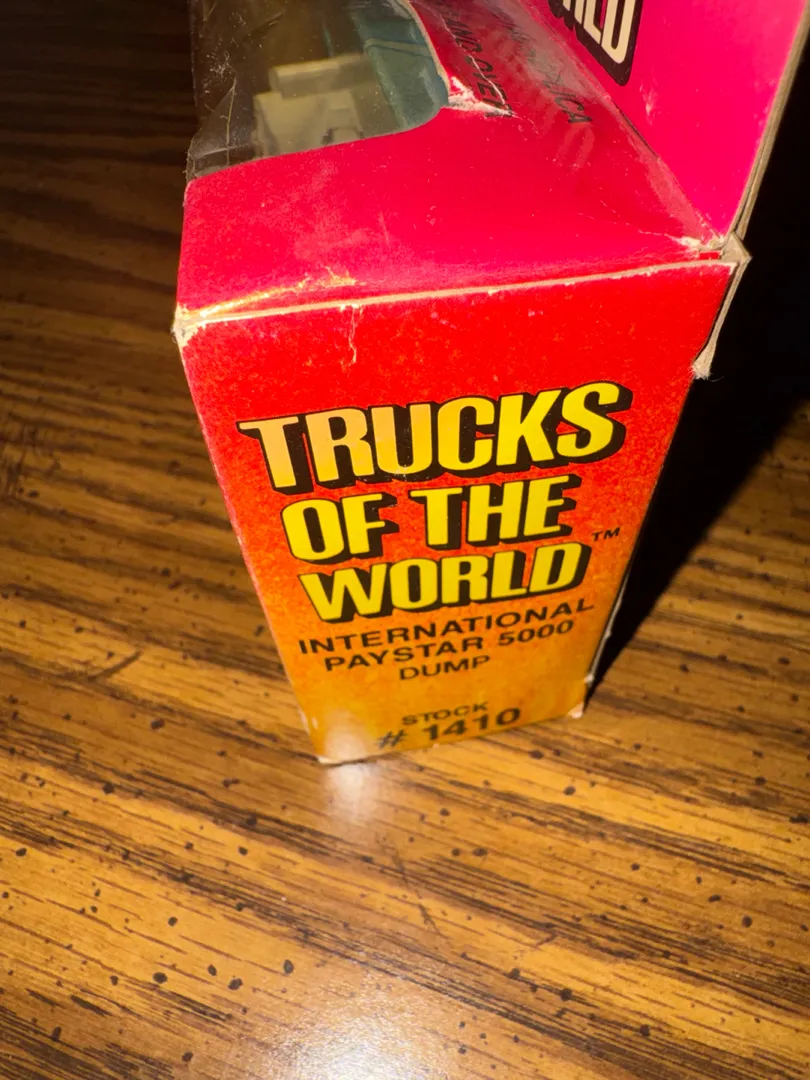 TRUCKS
OF THE
WORLD™
INTERNATIONAL
PAYSTAR 5000
DUMP
STOCK
# 1410